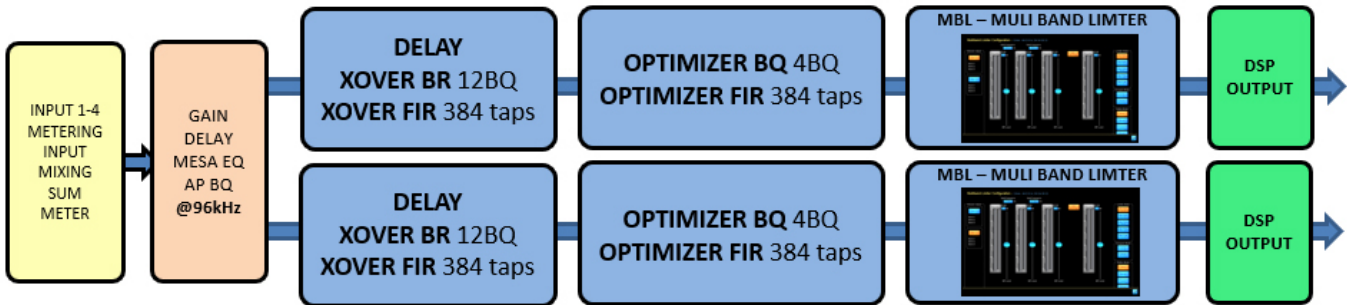 INPUT 1-4
METERING
INPUT
MIXING
SUM
METER
GAIN
DELAY
MESA EQ
AP BQ
@96kHz
DELAY
XOVER BR 12BQ
XOVER FIR 384 taps
OPTIMIZER BQ 4BQ
OPTIMIZER FIR 384 taps
MBL – MULI BAND LIMTER
DSP
OUTPUT
DELAY
XOVER BR 12BQ
XOVER FIR 384 taps
OPTIMIZER BQ 4BQ
OPTIMIZER FIR 384 taps
MBL – MULI BAND LIMTER
DSP
OUTPUT